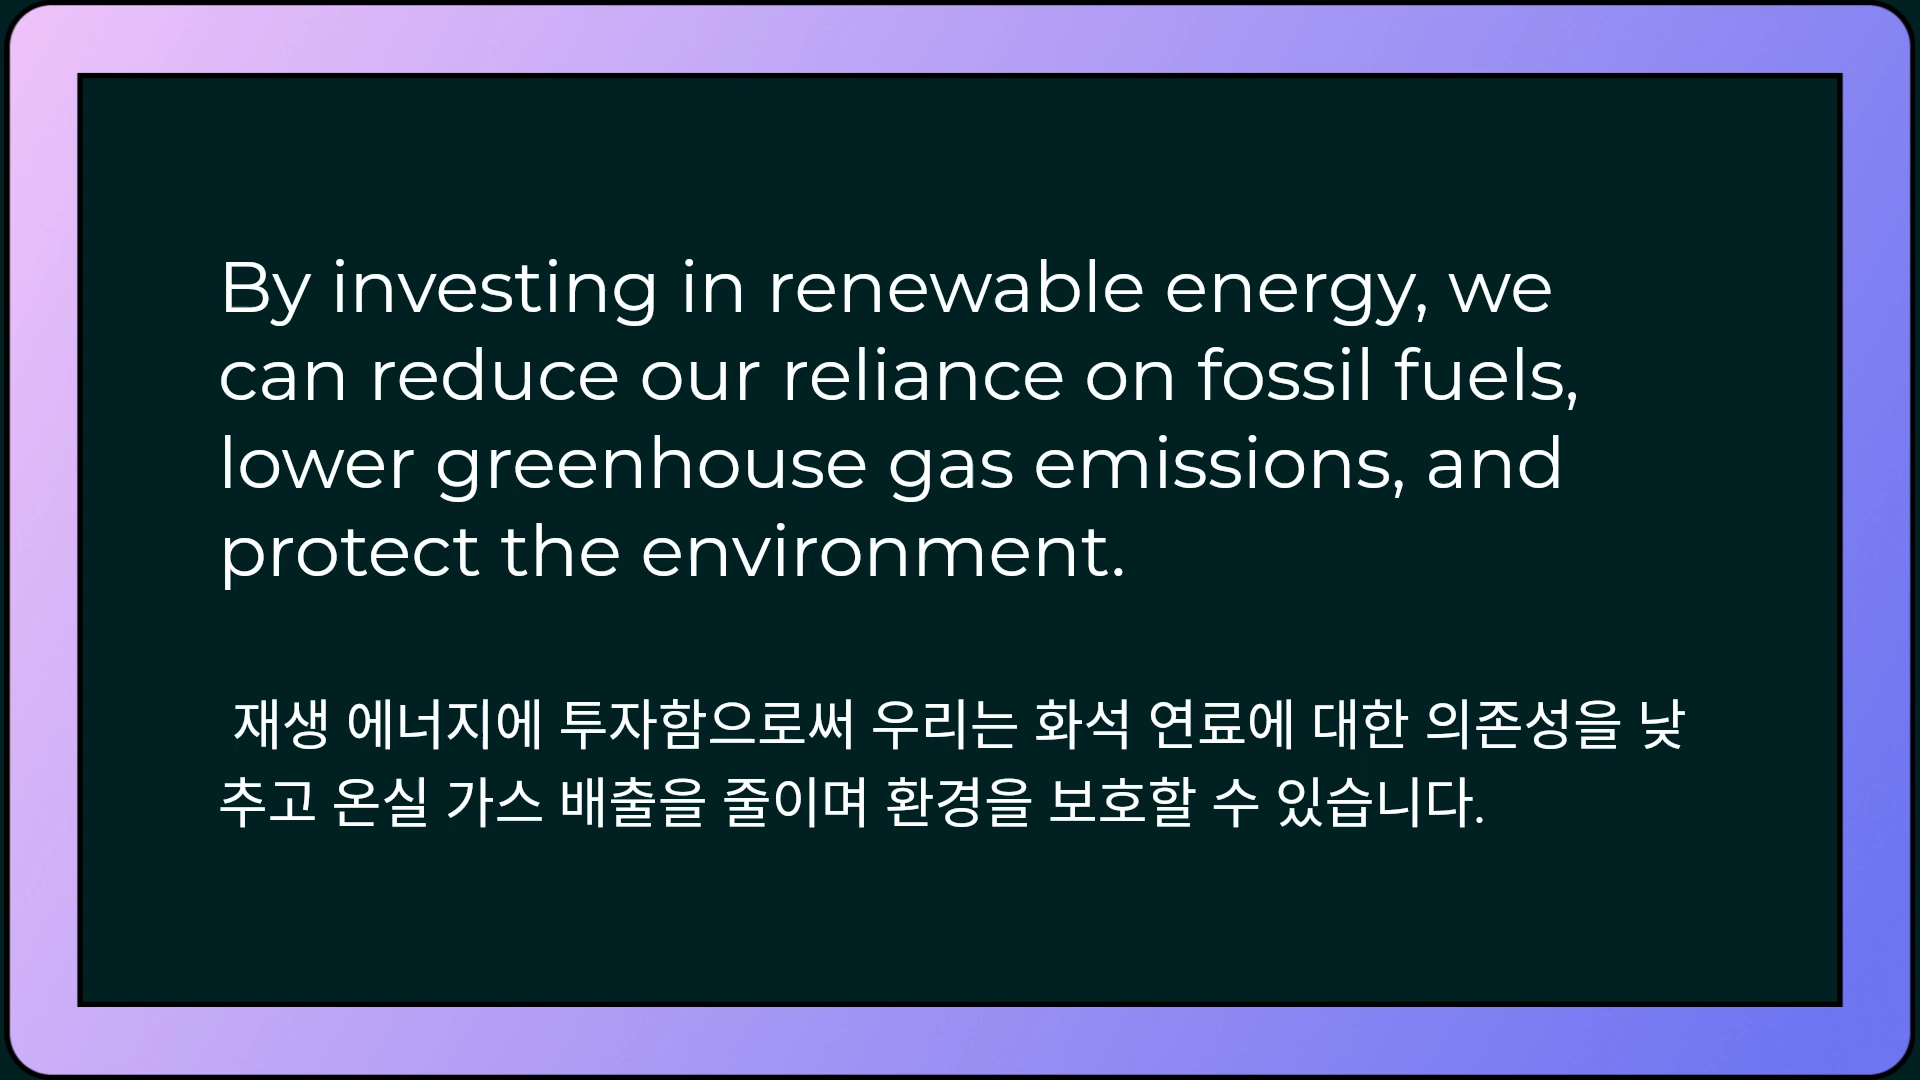 By investing in renewable energy, we
can reduce our reliance on fossil fuels,
lower greenhouse gas emissions, and
protect the environment.
재생 에너지에 투자함으로써 우리는 화석 연료에 대한 의존성을 낮
추고 온실 가스 배출을 줄이며 환경을 보호할 수 있습니다.